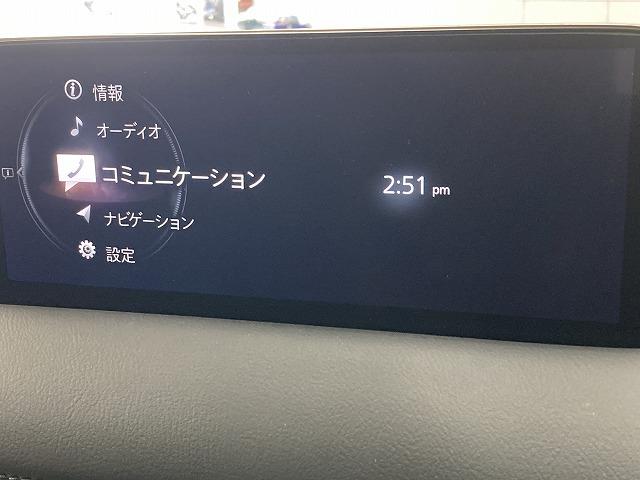 情報
オーディオ
コミュニケーション
ナビゲーション
設定
2:51 pm